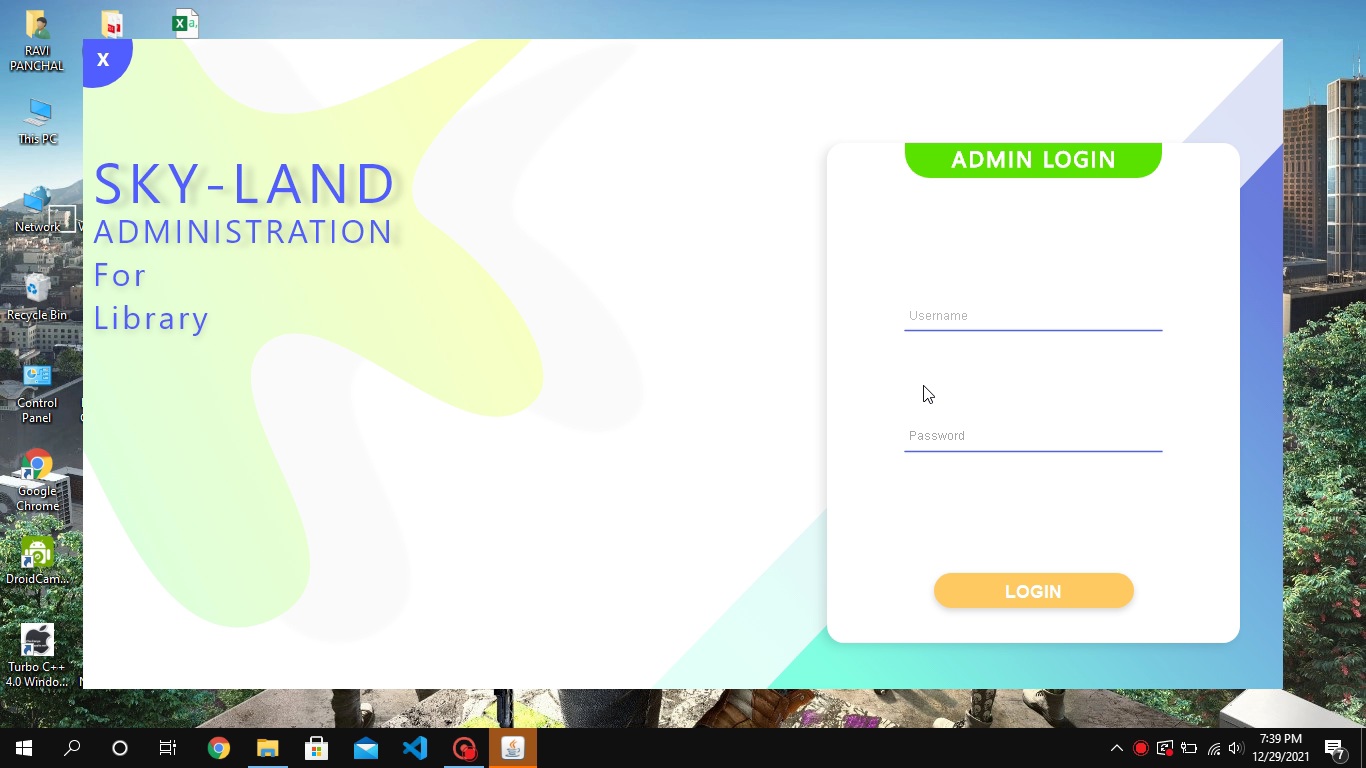 RAVI
PANCHAL
This PC
Network
Recycle Bin
Control
Panel
Google
Chrome
DroidCam...
Turbo C++
4.0 Windo...
X
SKY-LAND
ADMINISTRATION
For
Library
ADMIN LOGIN
Username
Password
LOGIN
7:39 PM
12/29/2021
7